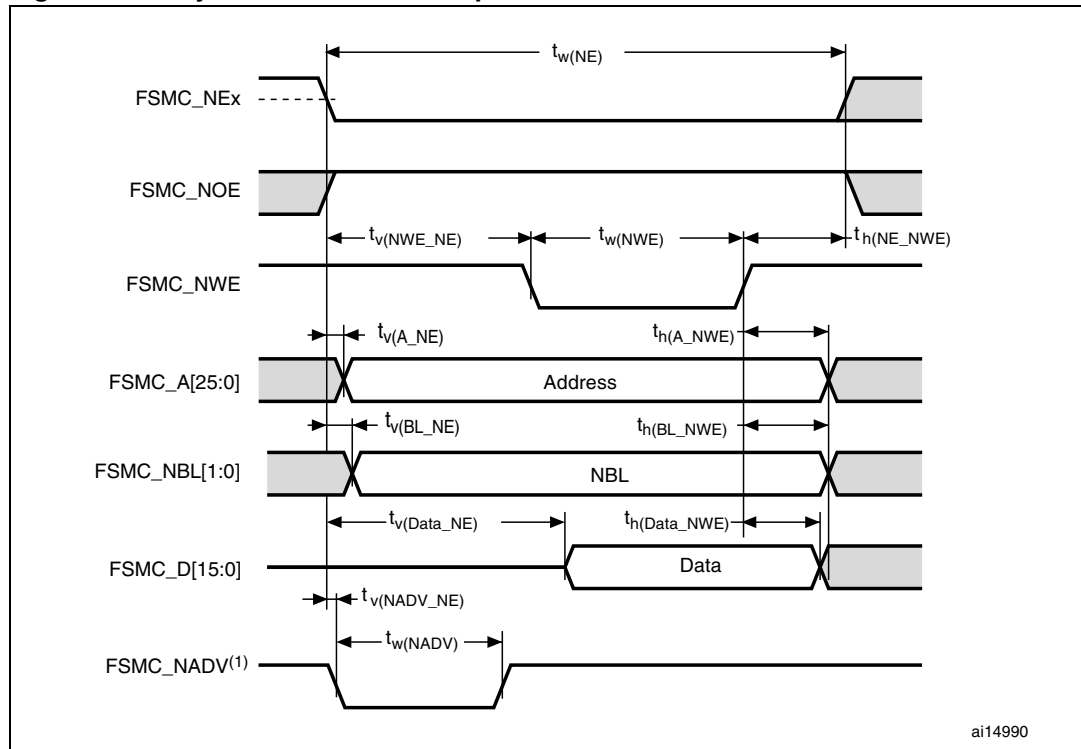 tw(NE)
FSMC_NEx
FSMC_NOE
tv(NWE_NE)
tw(NWE)
th(NE_NWE)
FSMC_NWE
tv(A_NE)
th(A_NWE)
FSMC_A[25:0]
Address
tv(BL_NE)
th(BL_NWE)
FSMC_NBL[1:0]
NBL
tv(Data_NE)
th(Data_NWE)
FSMC_D[15:0]
Data
tv(NADV_NE)
tw(NADV)
FSMC_NADV(1)
ai14990